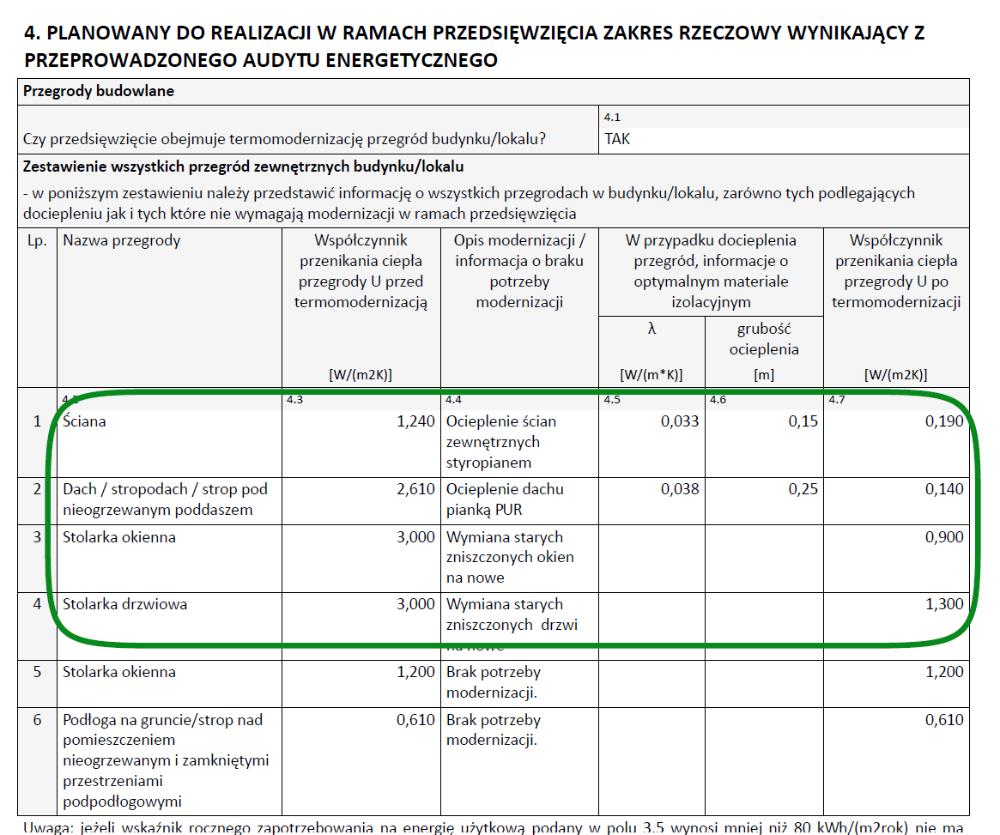 4. PLANOWANY DO REALIZACJI W RAMACH PRZEDSIĘWZIĘCIA ZAKRES RZECZOWY WYNIKAJĄCY Z
PRZEPROWADZONEGO AUDYTU ENERGETYCZNEGO
Przegrody budowlane
4.1
Czy przedsięwzięcie obejmuje termomodernizację przegród budynku/lokalu? TAK
Zestawienie wszystkich przegród zewnętrznych budynku/lokalu
- w poniższym zestawieniu należy przedstawić informację o wszystkich przegrodach w budynku/lokalu, zarówno tych podlegających
dociepleniu jak i tych które nie wymagają modernizacji w ramach przedsięwzięcia
Lp. Nazwa przegrody Współczynnik Opis modernizacji / W przypadku docieplenia Współczynnik
przenikania ciepła informacja o braku przegród, informacje o przenikania ciepła
przegrody U przed potrzeby optymalnym materiale przegrody U po
termomodernizacją modernizacji izolacyjnym termomodernizacji
λ grubość
ocieplenia
[W/(m2K)] [W/(m*K)] [m] [W/(m2K)]
4.2 4.3 4.4 4.5 4.6 4.7
1 Ściana 1,240 Ocieplenie ścian 0,033 0,15 0,190
zewnętrznych
styropianem
2 Dach / stropodach / strop pod 2,610 Ocieplenie dachu 0,038 0,25 0,140
nieogrzewanym poddaszem pianką PUR
3 Stolarka okienna 3,000 Wymiana starych 0,900
zniszczonych okien
na nowe
4 Stolarka drzwiowa 3,000 Wymiana starych 1,300
zniszczonych drzwi
na nowe
5 Stolarka okienna 1,200 Brak potrzeby 1,200
modernizacji.
6 Podłoga na gruncie/strop nad 0,610 Brak potrzeby 0,610
pomieszczeniem modernizacji.
nieogrzewanym i zamkniętymi
przestrzeniami
podpodłogowymi
Uwaga: jeżeli wskaźnik rocznego zapotrzebowania na energię użytkową podany w polu 3.5 wynosi mniej niż 80 kWh/(m2rok) nie ma